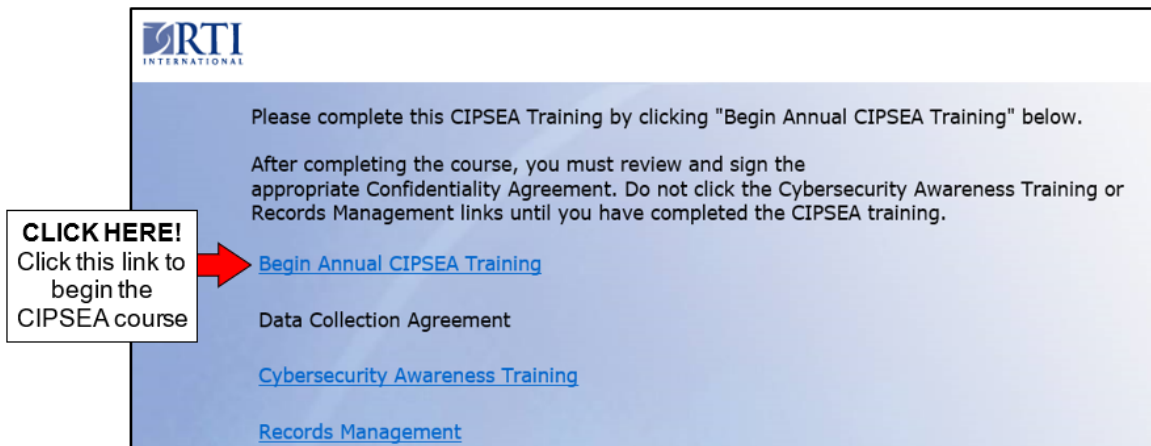 RTI
INTERNATIONAL
Please complete this CIPSEA Training by clicking "Begin Annual CIPSEA Training" below.
After completing the course, you must review and sign the
appropriate Confidentiality Agreement. Do not click the Cybersecurity Awareness Training or
Records Management links until you have completed the CIPSEA training.
CLICK HERE!
Click this link to
begin the
CIPSEA course
Begin Annual CIPSEA Training
Data Collection Agreement
Cybersecurity Awareness Training
Records Management